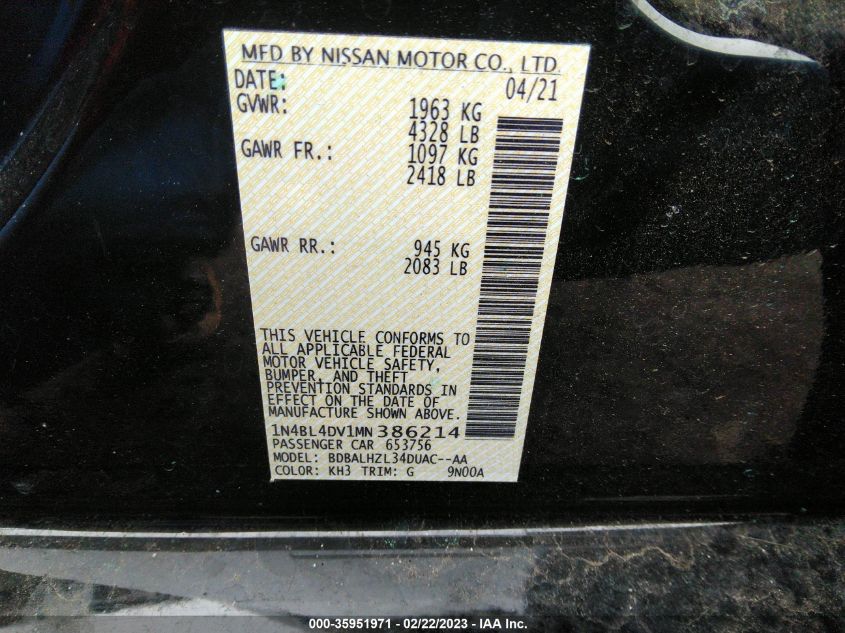 MFD BY NISSAN MOTOR CO., LTD.
DATE: 04/21
GVWR: 1963 KG
4328 LB
GAWR FR.: 1097 KG
2418 LB
GAWR RR.: 945 KG
2083 LB
THIS VEHICLE CONFORMS TO
ALL APPLICABLE FEDERAL
MOTOR VEHICLE SAFETY,
BUMPER, AND THEFT
PREVENTION STANDARDS IN
EFFECT ON THE DATE OF
MANUFACTURE SHOWN ABOVE.
1N4BL4DV1MN386214
PASSENGER CAR 653756
MODEL: BDBALHZL34DUAC--AA
COLOR: KH3 TRIM: G 9N00A
000-35951971 - 02/22/2023 - IAA Inc.